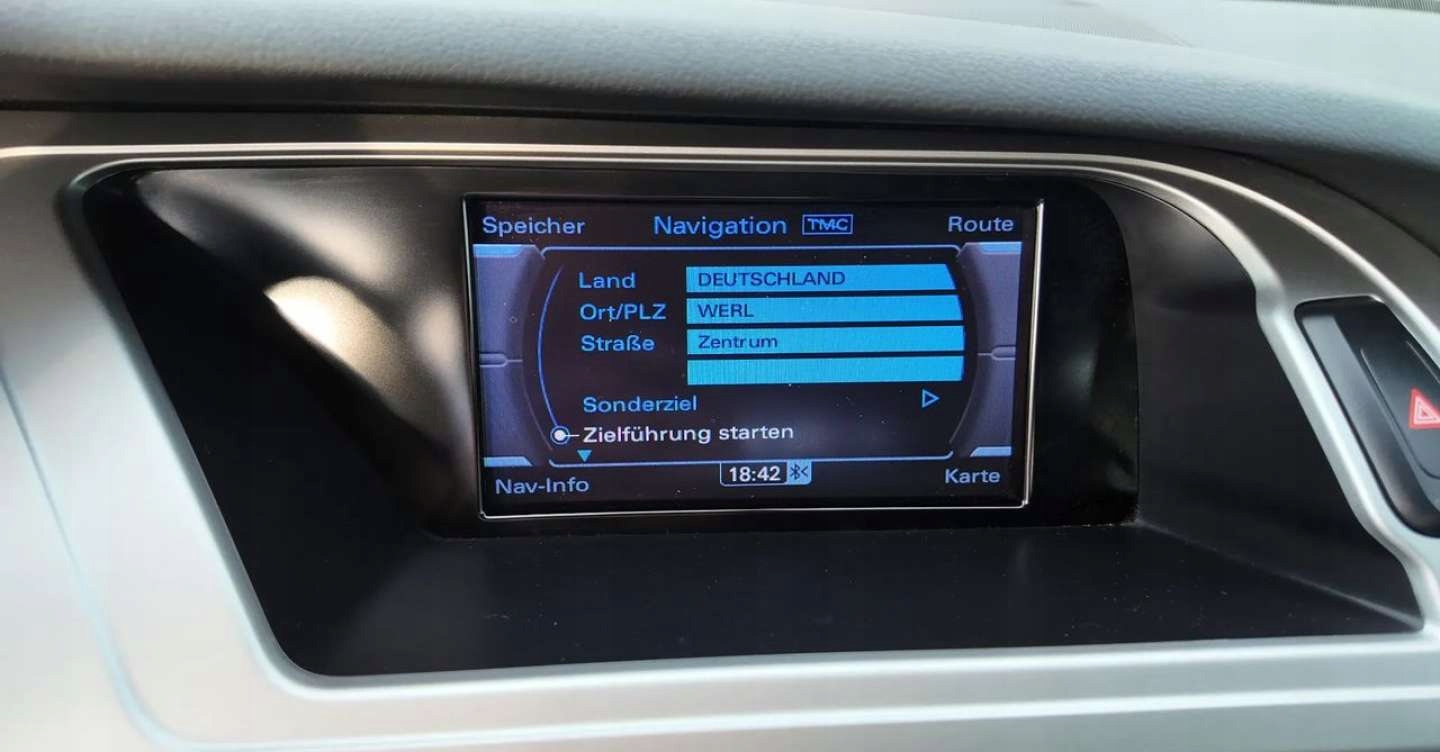 Speicher Navigation TMC Route
Land DEUTSCHLAND
Ort/PLZ WERL
Straße Zentrum
Sonderziel
Zielführung starten
Nav-Info 18:42 Karte